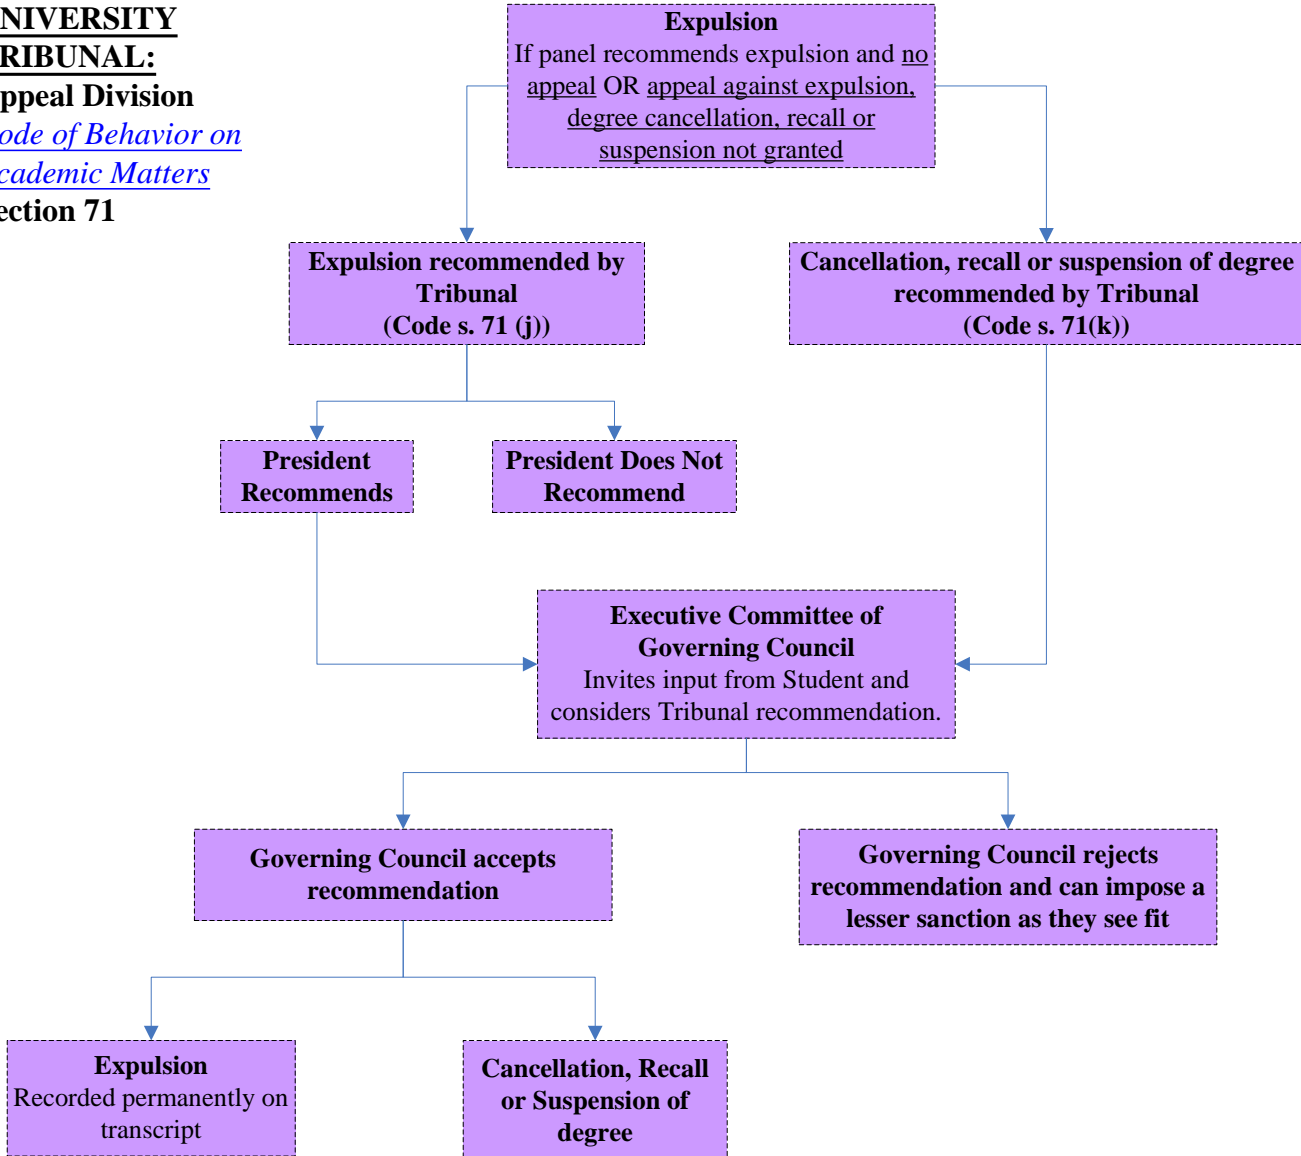 NIVERSITY
RIBUNAL:
ppeal Division
ode of Behavior on
cademic Matters
ection 71
Expulsion
If panel recommends expulsion and no
appeal OR appeal against expulsion,
degree cancellation, recall or
suspension not granted
Expulsion recommended by
Tribunal
(Code s. 71 (j))
Cancellation, recall or suspension of degree
recommended by Tribunal
(Code s. 71(k))
President
Recommends
President Does Not
Recommend
Executive Committee of
Governing Council
Invites input from Student and
considers Tribunal recommendation.
Governing Council accepts
recommendation
Governing Council rejects
recommendation and can impose a
lesser sanction as they see fit
Expulsion
Recorded permanently on
transcript
Cancellation, Recall
or Suspension of
degree